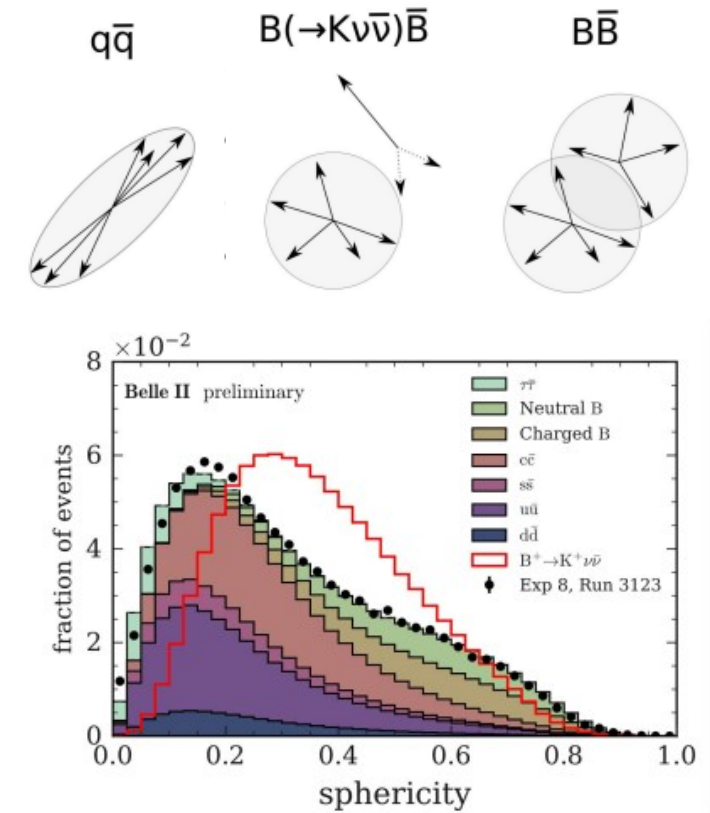 qq̄
B(→Kνν̄)B̄
BB̄
×10⁻²
Belle II preliminary
ττ̄
Neutral B
Charged B
cc̄
ss̄
uū
dd̄
B⁺→K⁺νν̄
Exp 8, Run 3123
8
6
4
2
0
fraction of events
0.0 0.2 0.4 0.6 0.8 1.0
sphericity